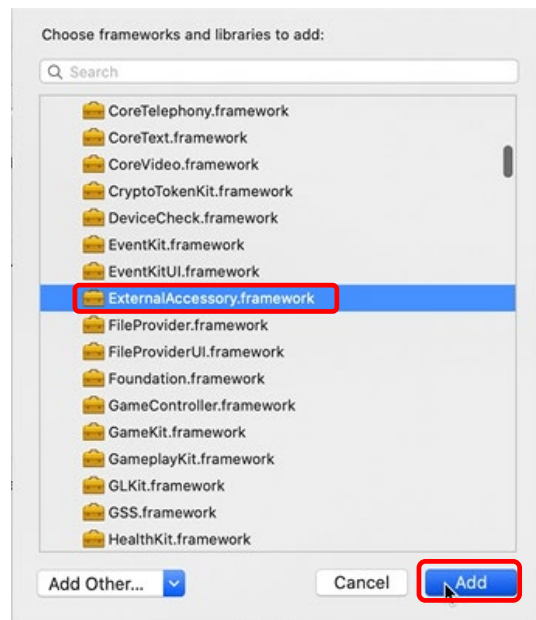 Choose frameworks and libraries to add:
Search
CoreTelephony.framework
CoreText.framework
CoreVideo.framework
CryptoTokenKit.framework
DeviceCheck.framework
EventKit.framework
EventKitUI.framework
ExternalAccessory.framework
FileProvider.framework
FileProviderUI.framework
Foundation.framework
GameController.framework
GameKit.framework
GameplayKit.framework
GLKit.framework
GSS.framework
HealthKit.framework
Add Other... Cancel Add